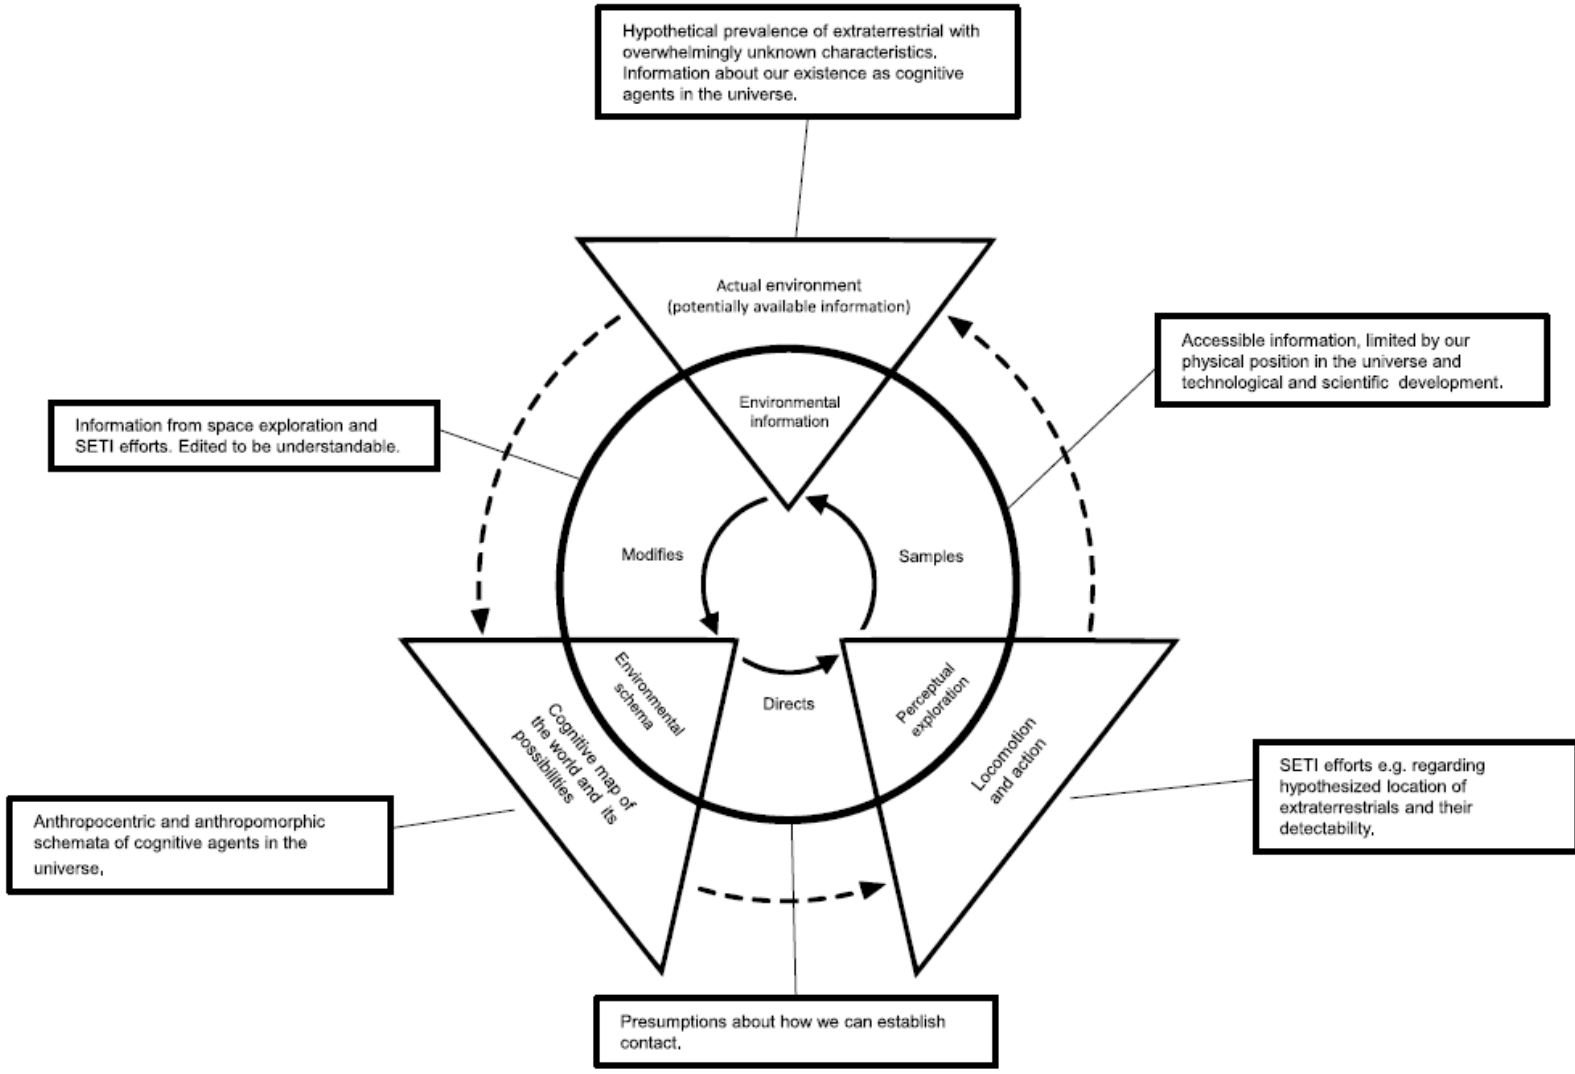 Hypothetical prevalence of extraterrestrial with
overwhelmingly unknown characteristics.
Information about our existence as cognitive
agents in the universe.
Actual environment
(potentially available information)
Accessible information, limited by our
physical position in the universe and
technological and scientific development.
Environmental
information
Information from space exploration and
SETI efforts. Edited to be understandable.
Modifies
Samples
Environmental
schema
Cognitive map of
the world and its
possibilities
Directs
Perceptual
exploration
Locomotion
and action
SETI efforts e.g. regarding
hypothesized location of
extraterrestrials and their
detectability.
Anthropocentric and anthropomorphic
schemata of cognitive agents in the
universe.
Presumptions about how we can establish
contact.